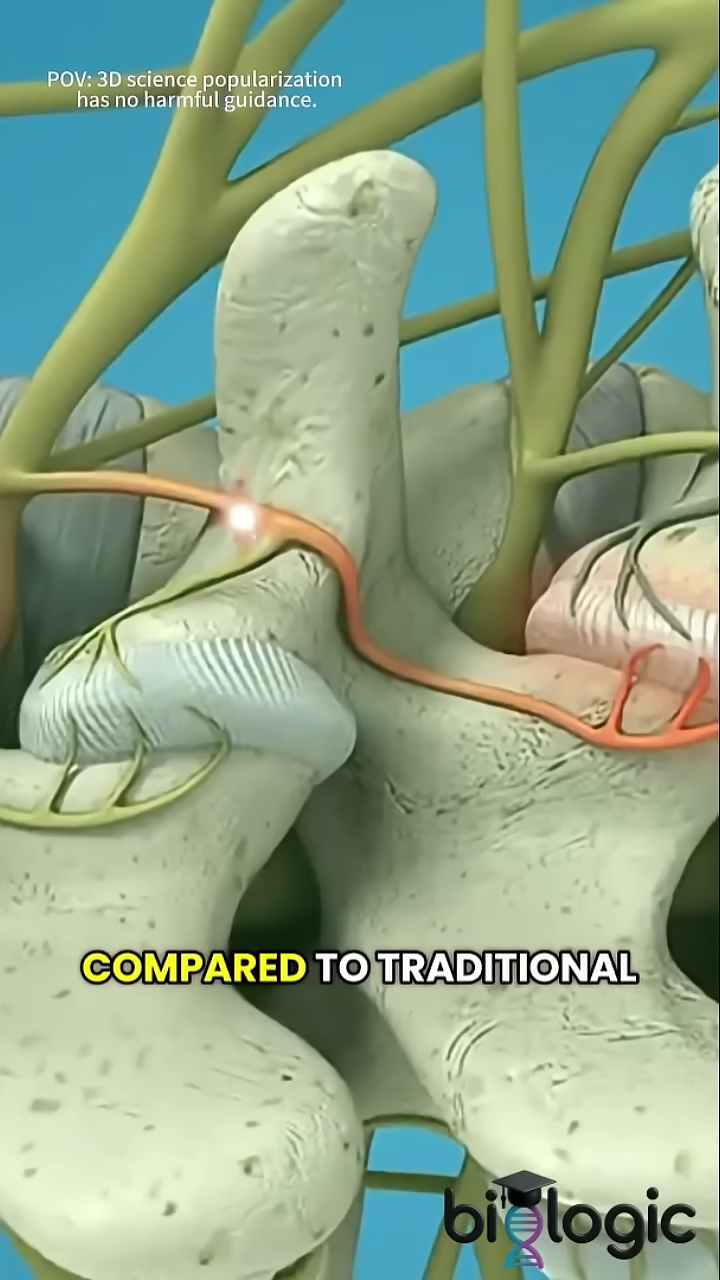 POV: 3D science popularization
has no harmful guidance.
COMPARED TO TRADITIONAL
biologic